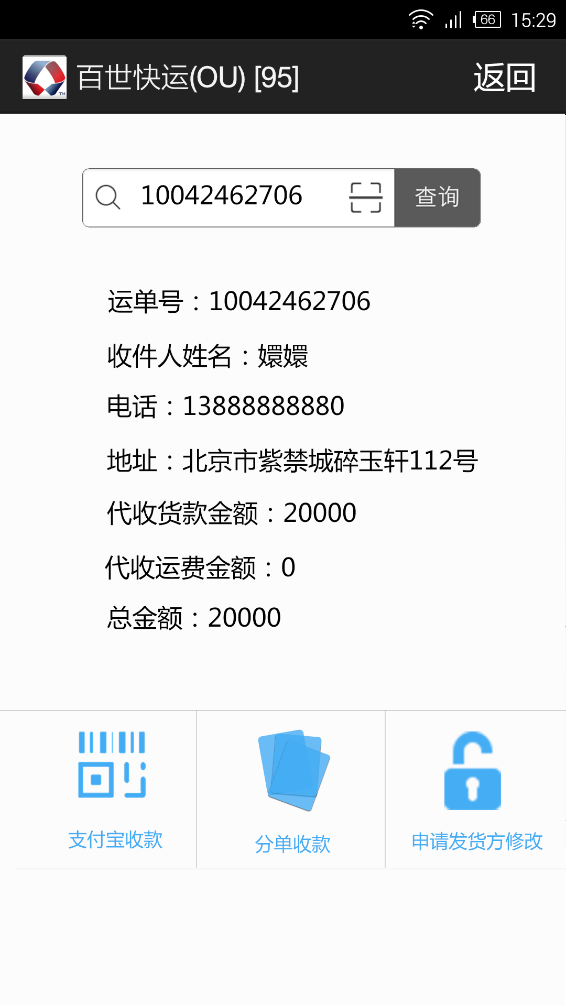 66 15:29
百世快运(OU) [95] 返回
10042462706 查询
运单号：10042462706
收件人姓名：嬛嬛
电话：13888888880
地址：北京市紫禁城碎玉轩112号
代收货款金额：20000
代收运费金额：0
总金额：20000
支付宝收款 分单收款 申请发货方修改